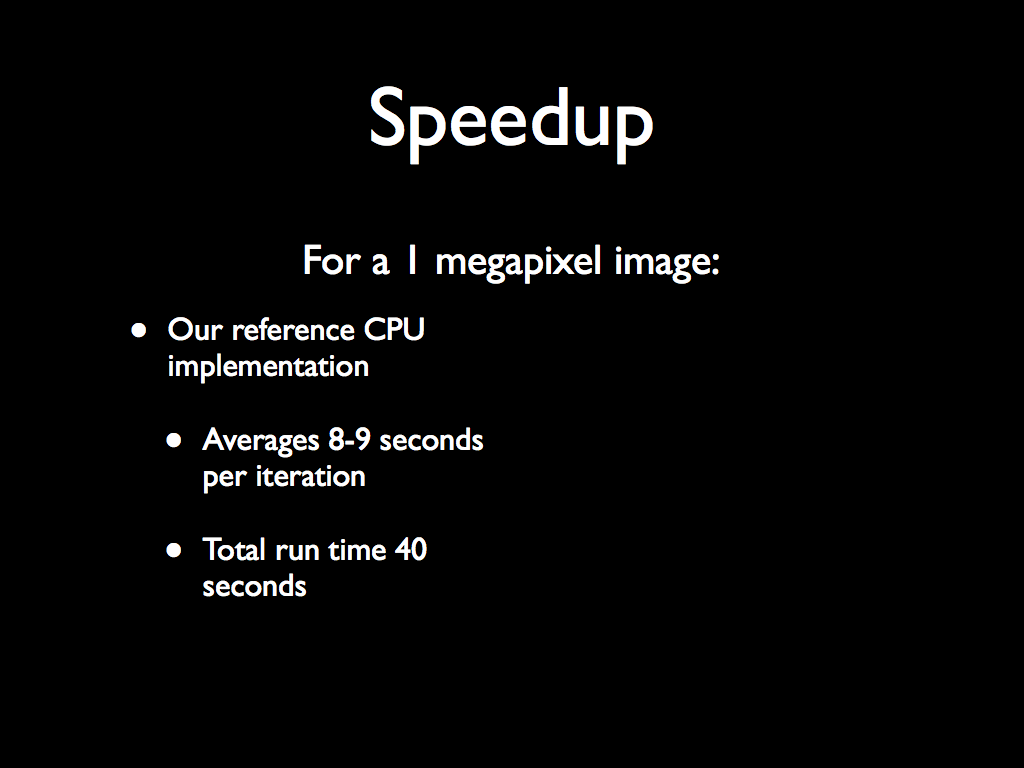 Speedup
For a 1 megapixel image:
• Our reference CPU
implementation
• Averages 8-9 seconds
per iteration
• Total run time 40
seconds